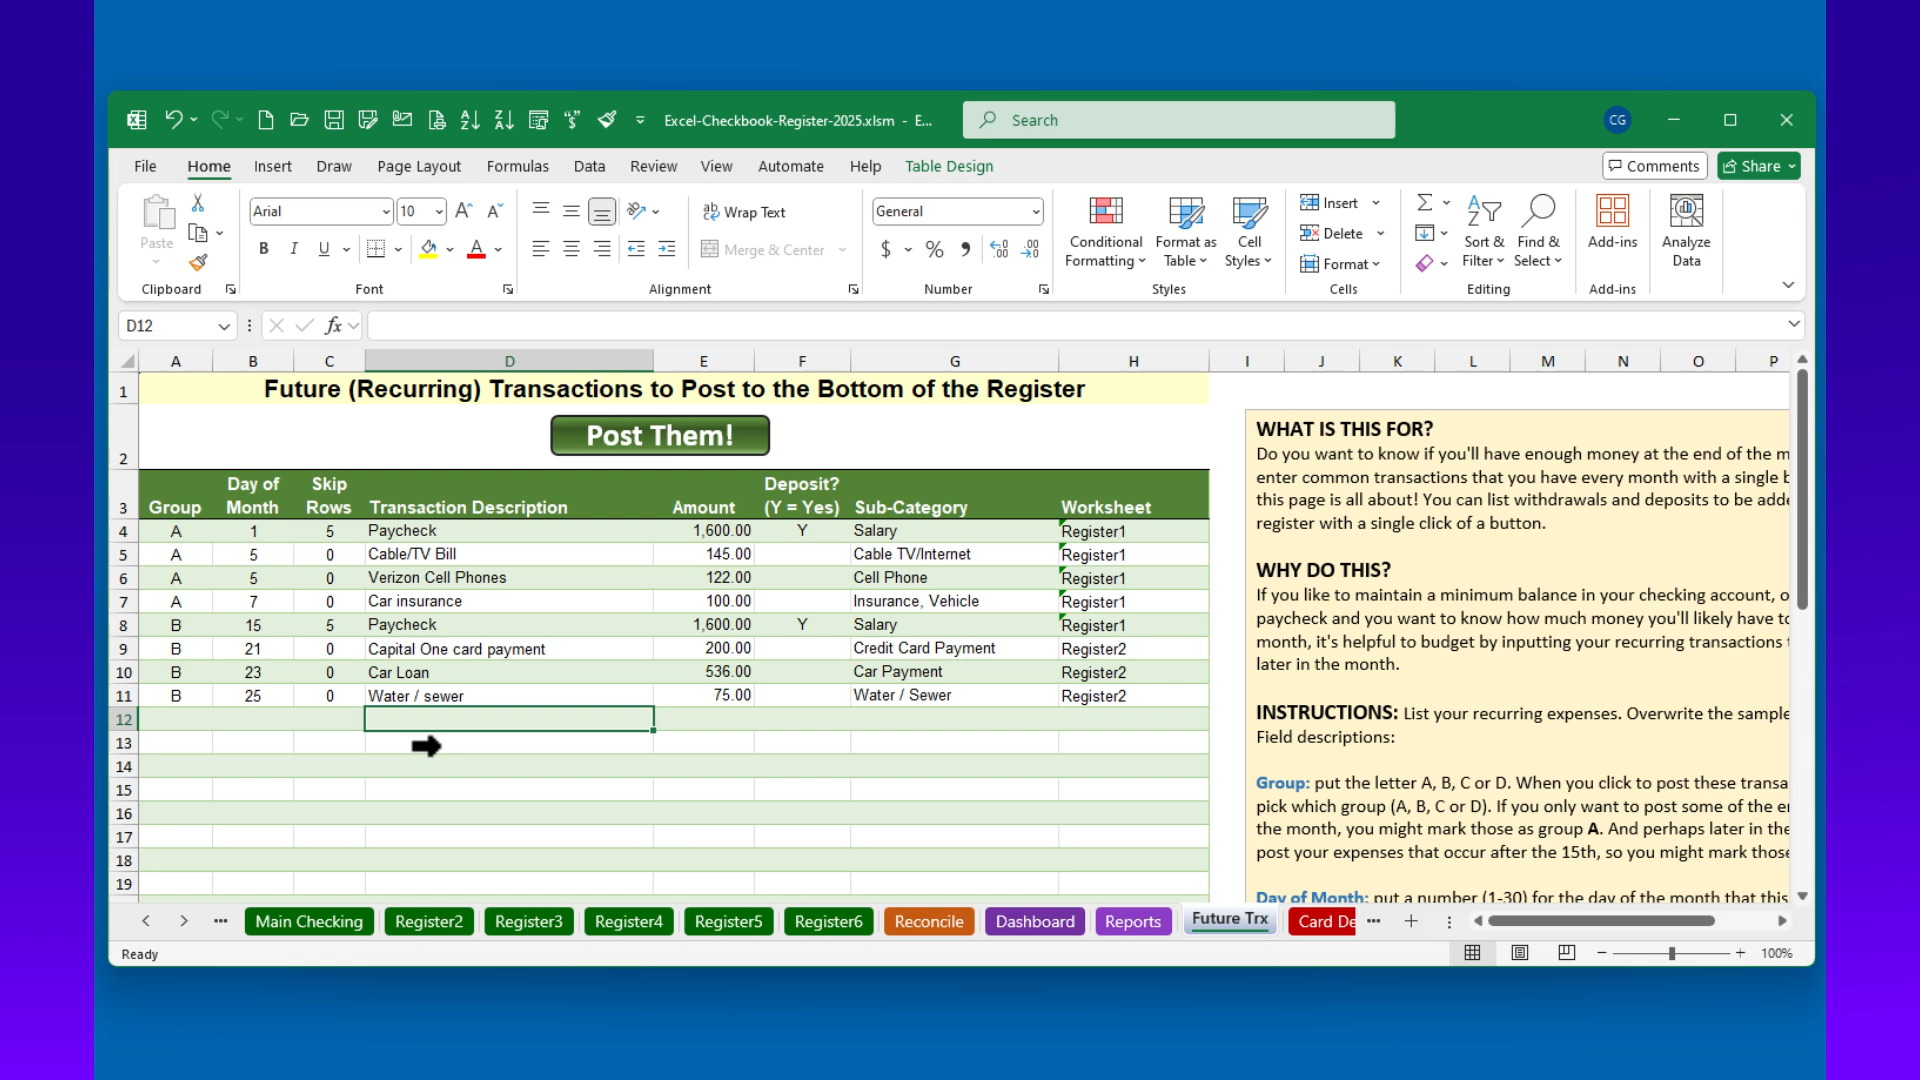 Excel-Checkbook-Register-2025.xlsm - E...
Search
CG
File Home Insert Draw Page Layout Formulas Data Review View Automate Help Table Design
Comments Share
Paste
Clipboard
Arial 10
B I U
Font
Wrap Text
Merge & Center
Alignment
General
$ % ,
Number
Conditional Formatting
Format as Table
Cell Styles
Styles
Insert
Delete
Format
Cells
Sort & Filter
Find & Select
Editing
Add-ins
Add-ins
Analyze Data
D12 fx
A B C D E F G H I J K L M N O P
1 Future (Recurring) Transactions to Post to the Bottom of the Register
2 Post Them!
3 Group Day of Month Skip Rows Transaction Description Amount Deposit? (Y = Yes) Sub-Category Worksheet
4 A 1 5 Paycheck 1,600.00 Y Salary Register1
5 A 5 0 Cable/TV Bill 145.00 Cable TV/Internet Register1
6 A 5 0 Verizon Cell Phones 122.00 Cell Phone Register1
7 A 7 0 Car insurance 100.00 Insurance, Vehicle Register1
8 B 15 5 Paycheck 1,600.00 Y Salary Register1
9 B 21 0 Capital One card payment 200.00 Credit Card Payment Register2
10 B 23 0 Car Loan 536.00 Car Payment Register2
11 B 25 0 Water / sewer 75.00 Water / Sewer Register2
12
13
14
15
16
17
18
19
WHAT IS THIS FOR?
Do you want to know if you'll have enough money at the end of the m
enter common transactions that you have every month with a single b
this page is all about! You can list withdrawals and deposits to be adde
register with a single click of a button.
WHY DO THIS?
If you like to maintain a minimum balance in your checking account, o
paycheck and you want to know how much money you'll likely have to
month, it's helpful to budget by inputting your recurring transactions
later in the month.
INSTRUCTIONS: List your recurring expenses. Overwrite the sample
Field descriptions:
Group: put the letter A, B, C or D. When you click to post these transa
pick which group (A, B, C or D). If you only want to post some of the e
the month, you might mark those as group A. And perhaps later in the
post your expenses that occur after the 15th, so you might mark those
Day of Month: put a number (1-30) for the day of the month that this
Main Checking Register2 Register3 Register4 Register5 Register6 Reconcile Dashboard Reports Future Trx Card De
Ready 100%